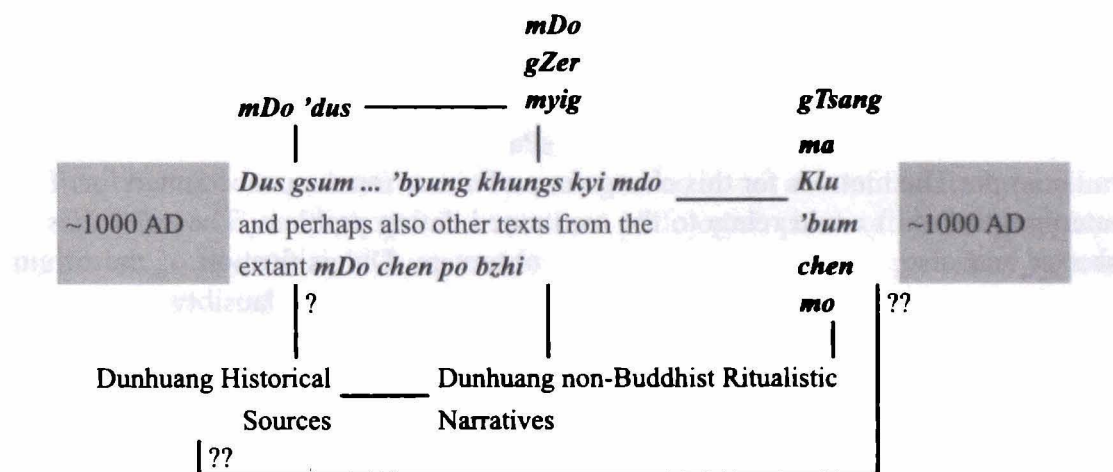 mDo
gZer
mDo 'dus myig gTsang
ma
Dus gsum ... 'byung khungs kyi mdo Klu
~1000 AD and perhaps also other texts from the 'bum ~1000 AD
extant mDo chen po bzhi chen
? mo ??
Dunhuang Historical Dunhuang non-Buddhist Ritualistic
Sources Narratives
??